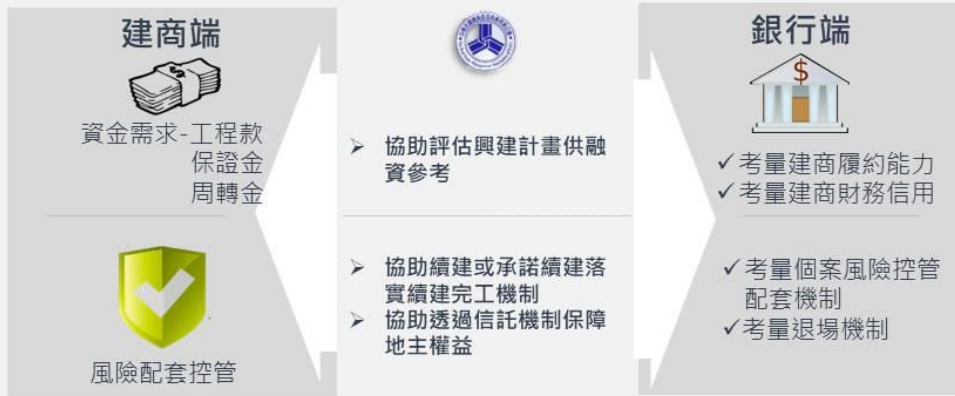 建商端
資金需求-工程款
保證金
周轉金
風險配套控管
$
➢ 協助評估興建計畫供融
資參考
➢ 協助續建或承諾續建落
實續建完工機制
➢ 協助透過信託機制保障
地主權益
銀行端
$
✓考量建商履約能力
✓考量建商財務信用
✓考量個案風險控管
配套機制
✓考量退場機制